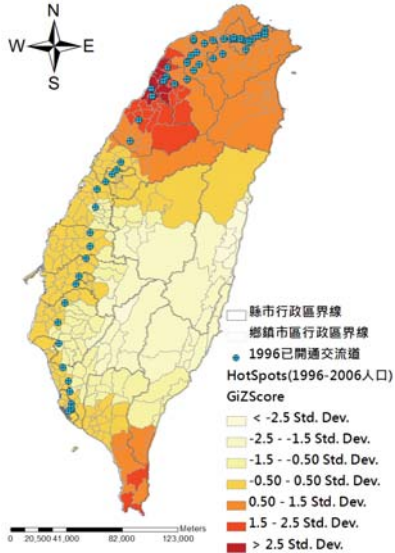 N
W E
S
縣市行政區界線
鄉鎮市區行政區界線
1996已開通交流道
HotSpots(1996-2006人口)
GiZScore
< -2.5 Std. Dev.
-2.5 - -1.5 Std. Dev.
-1.5 - -0.50 Std. Dev.
-0.50 - 0.50 Std. Dev.
0.50 - 1.5 Std. Dev.
1.5 - 2.5 Std. Dev.
> 2.5 Std. Dev.
Meters
0 20,500 41,000 82,000 123,000